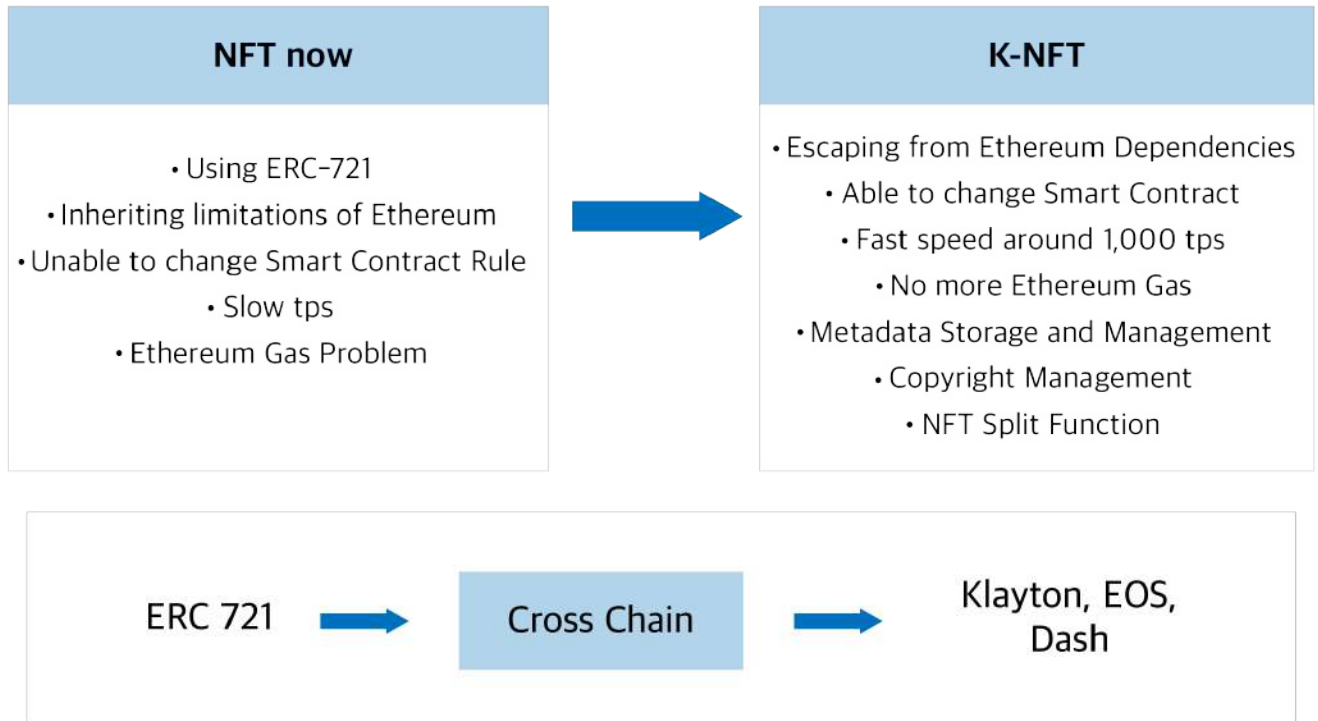 NFT now
• Using ERC-721
• Inheriting limitations of Ethereum
• Unable to change Smart Contract Rule
• Slow tps
• Ethereum Gas Problem
K-NFT
• Escaping from Ethereum Dependencies
• Able to change Smart Contract
• Fast speed around 1,000 tps
• No more Ethereum Gas
• Metadata Storage and Management
• Copyright Management
• NFT Split Function
ERC 721
Cross Chain
Klayton, EOS,
Dash